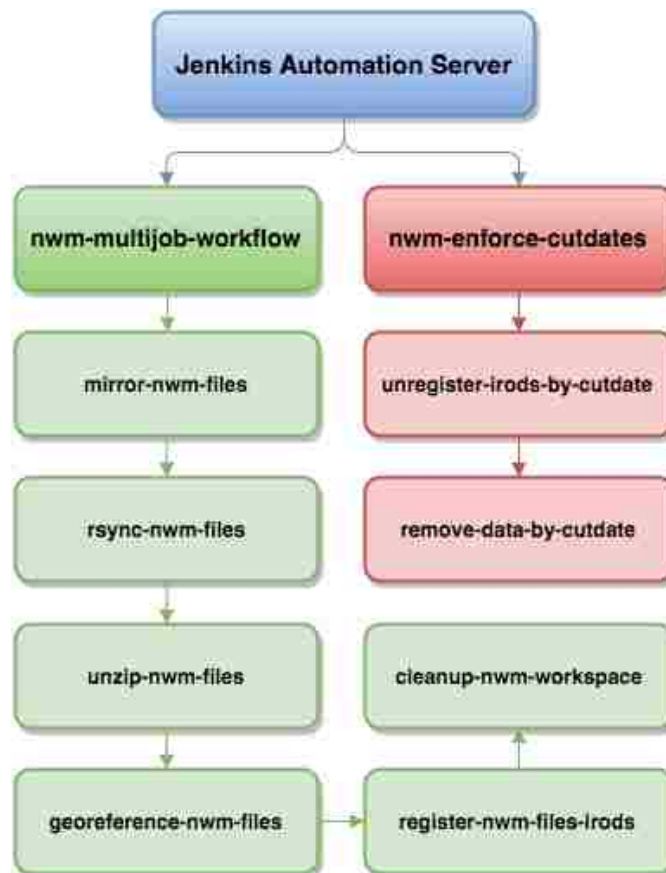 Jenkins Automation Server
nwm-multijob-workflow
nwm-enforce-cutdates
mirror-nwm-files
unregister-irods-by-cutdate
rsync-nwm-files
remove-data-by-cutdate
unzip-nwm-files
cleanup-nwm-workspace
georeference-nwm-files
register-nwm-files-irods